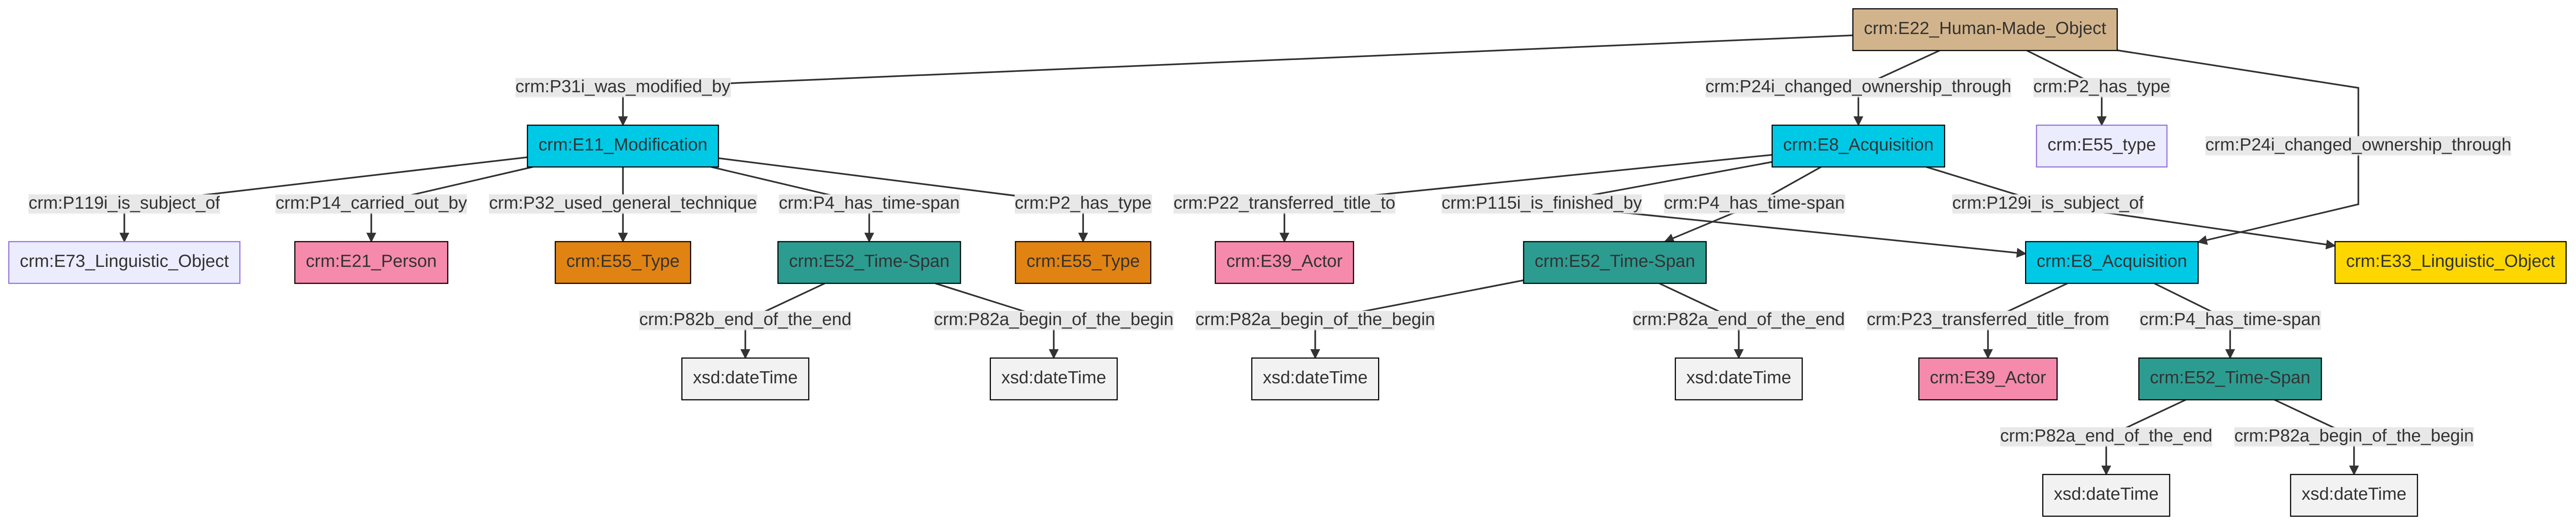 crm:E22_Human-Made_Object
crm:P31i_was_modified_by
crm:P24i_changed_ownership_through
crm:P2_has_type
crm:P24i_changed_ownership_through
crm:E11_Modification
crm:E8_Acquisition
crm:E55_type
crm:P119i_is_subject_of
crm:P14_carried_out_by
crm:P32_used_general_technique
crm:P4_has_time-span
crm:P2_has_type
crm:P22_transferred_title_to
crm:P115i_is_finished_by
crm:P4_has_time-span
crm:P129i_is_subject_of
crm:E73_Linguistic_Object
crm:E21_Person
crm:E55_Type
crm:E52_Time-Span
crm:E55_Type
crm:E39_Actor
crm:E52_Time-Span
crm:E8_Acquisition
crm:E33_Linguistic_Object
crm:P82b_end_of_the_end
crm:P82a_begin_of_the_begin
crm:P82a_begin_of_the_begin
crm:P82a_end_of_the_end
crm:P23_transferred_title_from
crm:P4_has_time-span
xsd:dateTime
xsd:dateTime
xsd:dateTime
xsd:dateTime
crm:E39_Actor
crm:E52_Time-Span
crm:P82a_end_of_the_end
crm:P82a_begin_of_the_begin
xsd:dateTime
xsd:dateTime